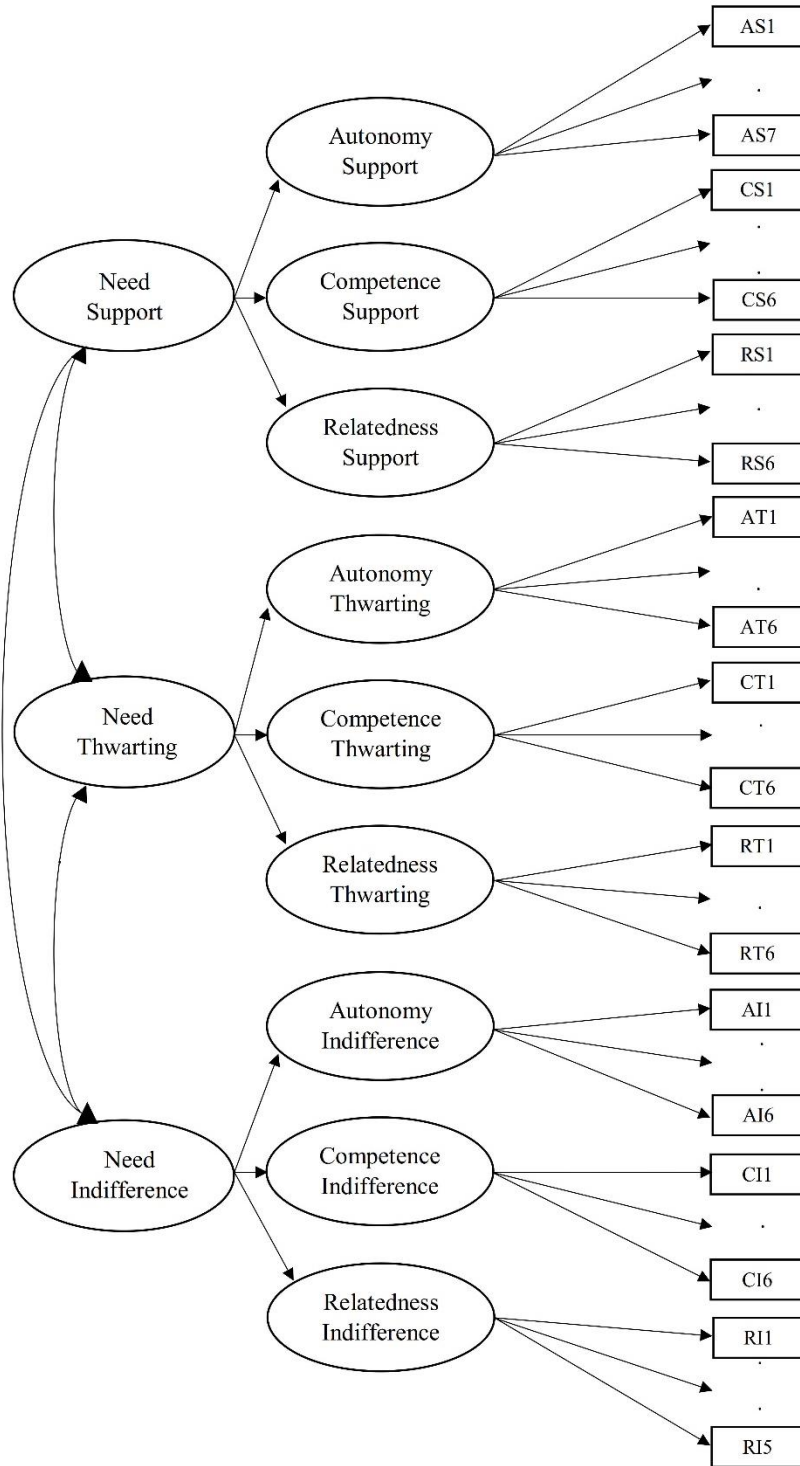 AS1
Autonomy
Support
AS7
CS1
Need
Support
Competence
Support
CS6
RS1
Relatedness
Support
RS6
AT1
Autonomy
Thwarting
AT6
CT1
Need
Thwarting
Competence
Thwarting
CT6
RT1
Relatedness
Thwarting
RT6
AI1
Autonomy
Indifference
AI6
Need
Indifference
Competence
Indifference
CI1
CI6
Relatedness
Indifference
RI1
RI5